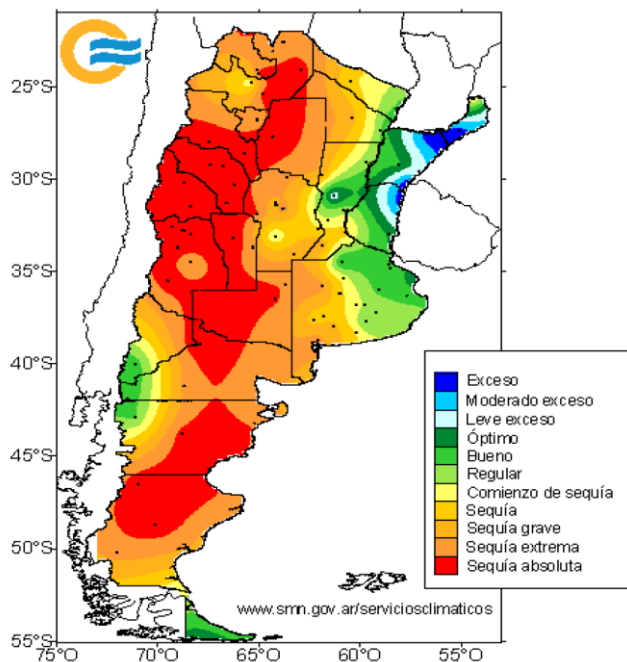 25°S
30°S
35°S
40°S
45°S
50°S
55°S
75°O
70°O
65°O
60°O
55°O
Exceso
Moderado exceso
Leve exceso
Óptimo
Bueno
Regular
Comienzo de sequía
Sequía
Sequía grave
Sequía extrema
Sequía absoluta
www.smn.gov.ar/serviciosclimaticos